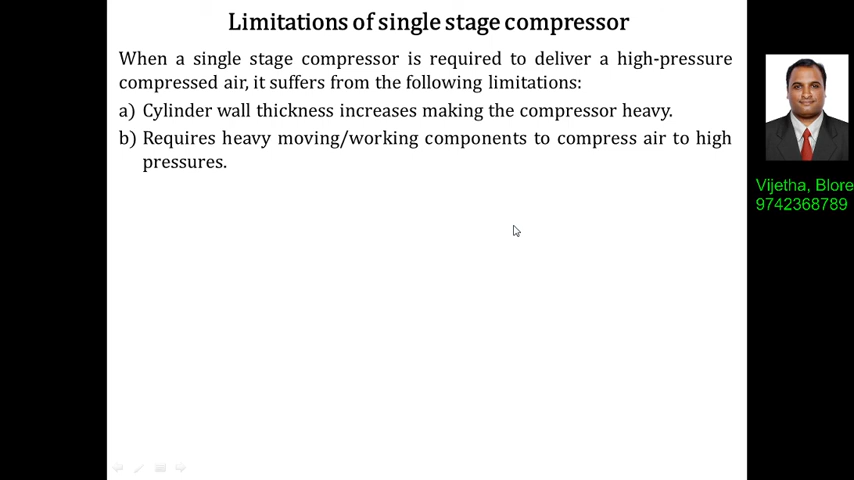 Limitations of single stage compressor
When a single stage compressor is required to deliver a high-pressure
compressed air, it suffers from the following limitations:
a) Cylinder wall thickness increases making the compressor heavy.
b) Requires heavy moving/working components to compress air to high
pressures.
Vijetha, Blore
9742368789